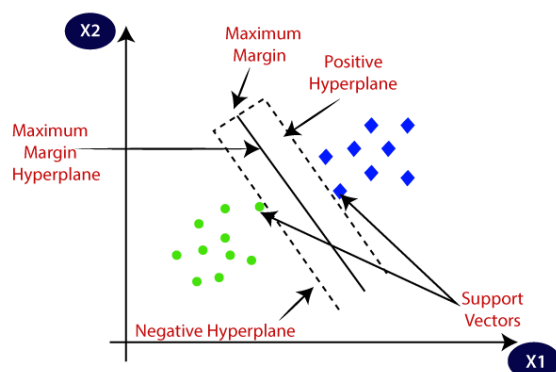 X2
Maximum
Margin
Positive
Hyperplane
Maximum
Margin
Hyperplane
Support
Vectors
Negative Hyperplane
X1